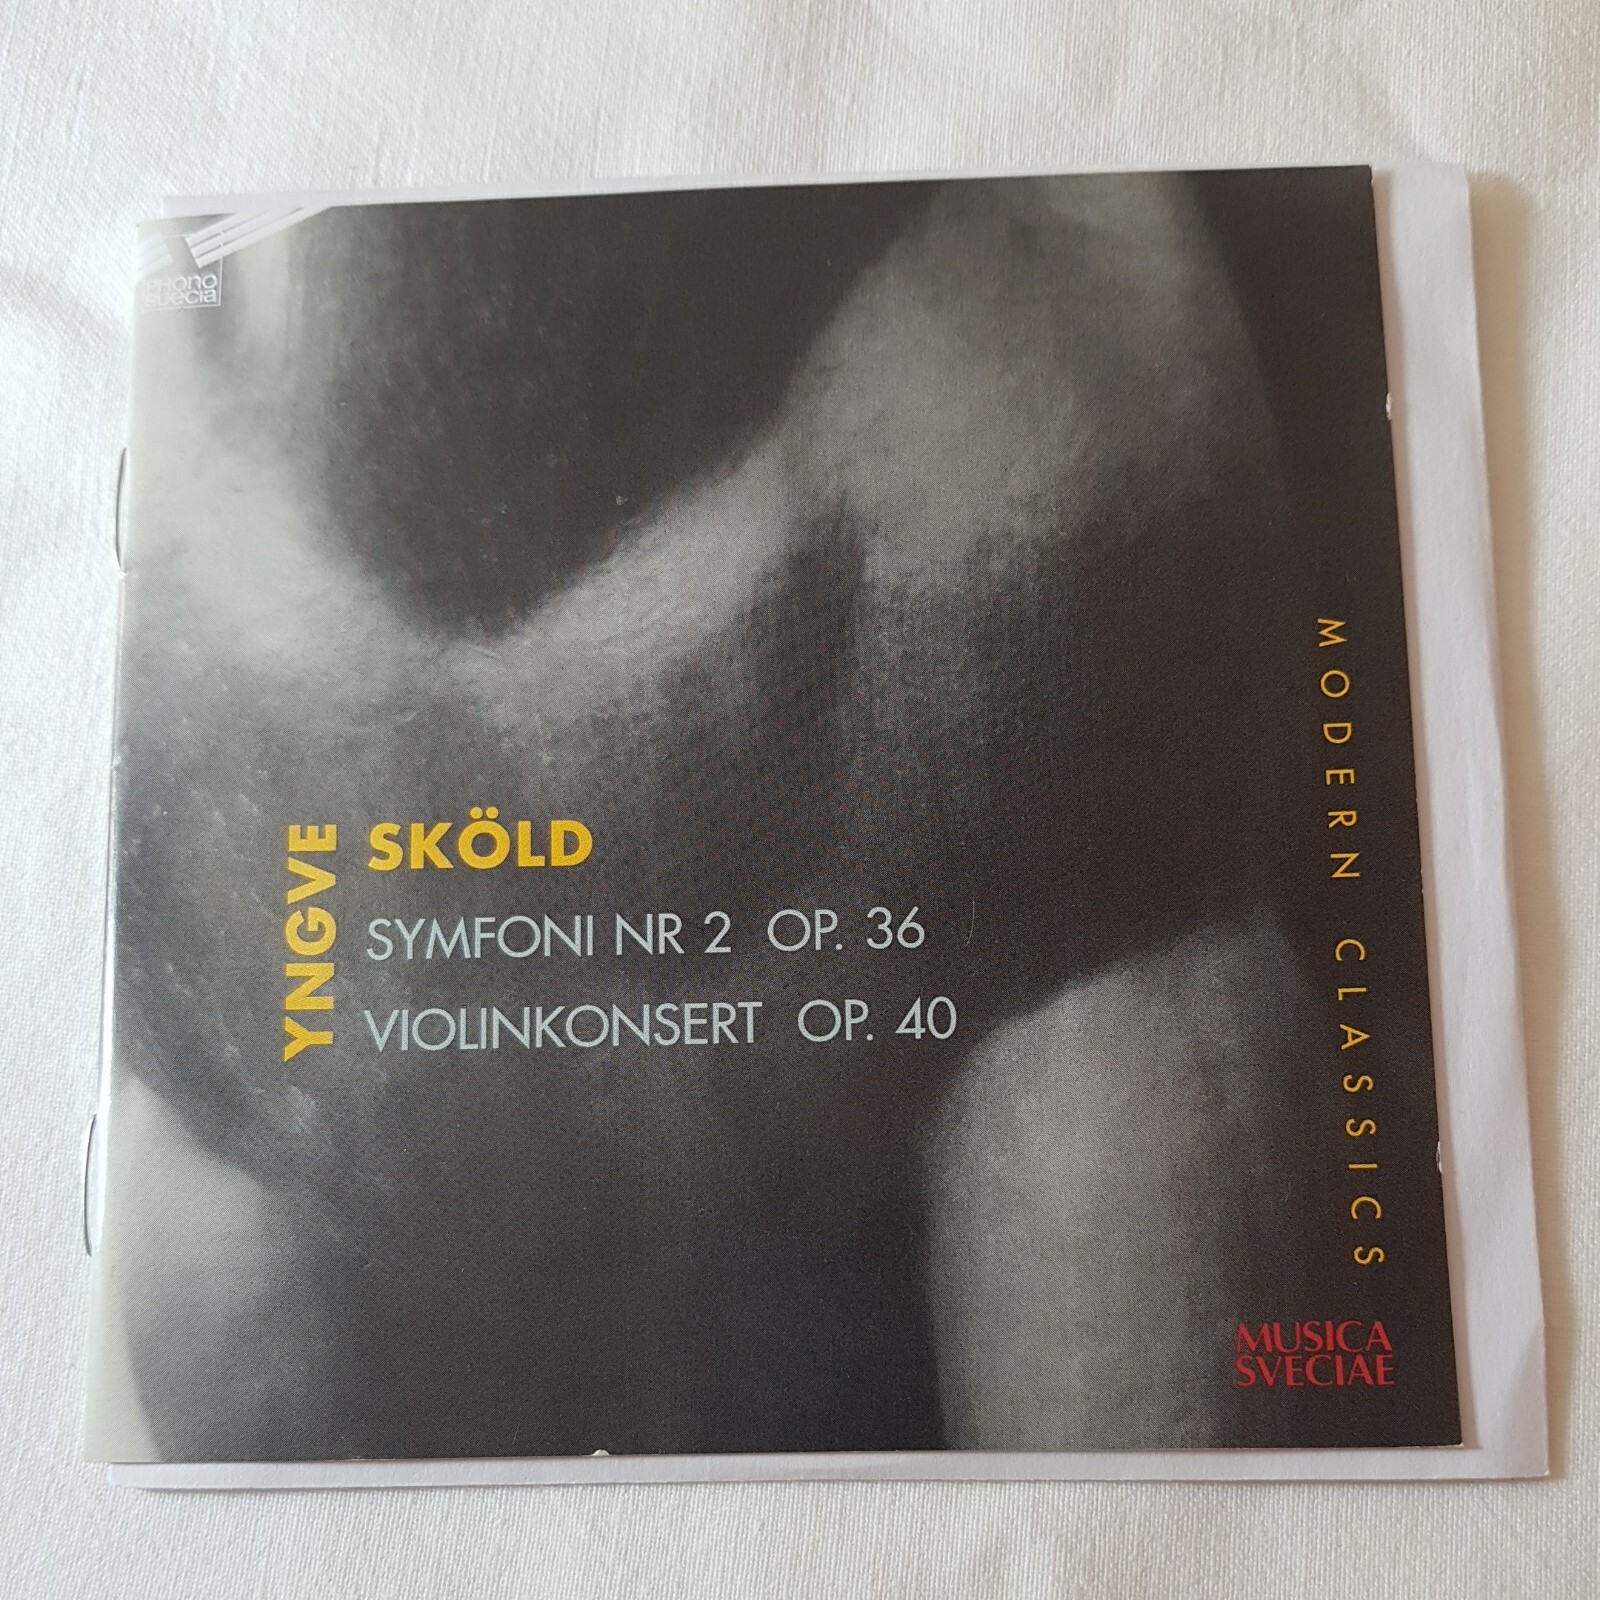 phono
suecia
YNGVE
SKÖLD
SYMFONI NR 2 OP. 36
VIOLINKONSERT OP. 40
MODERN CLASSICS
MUSICA
SVECIAE